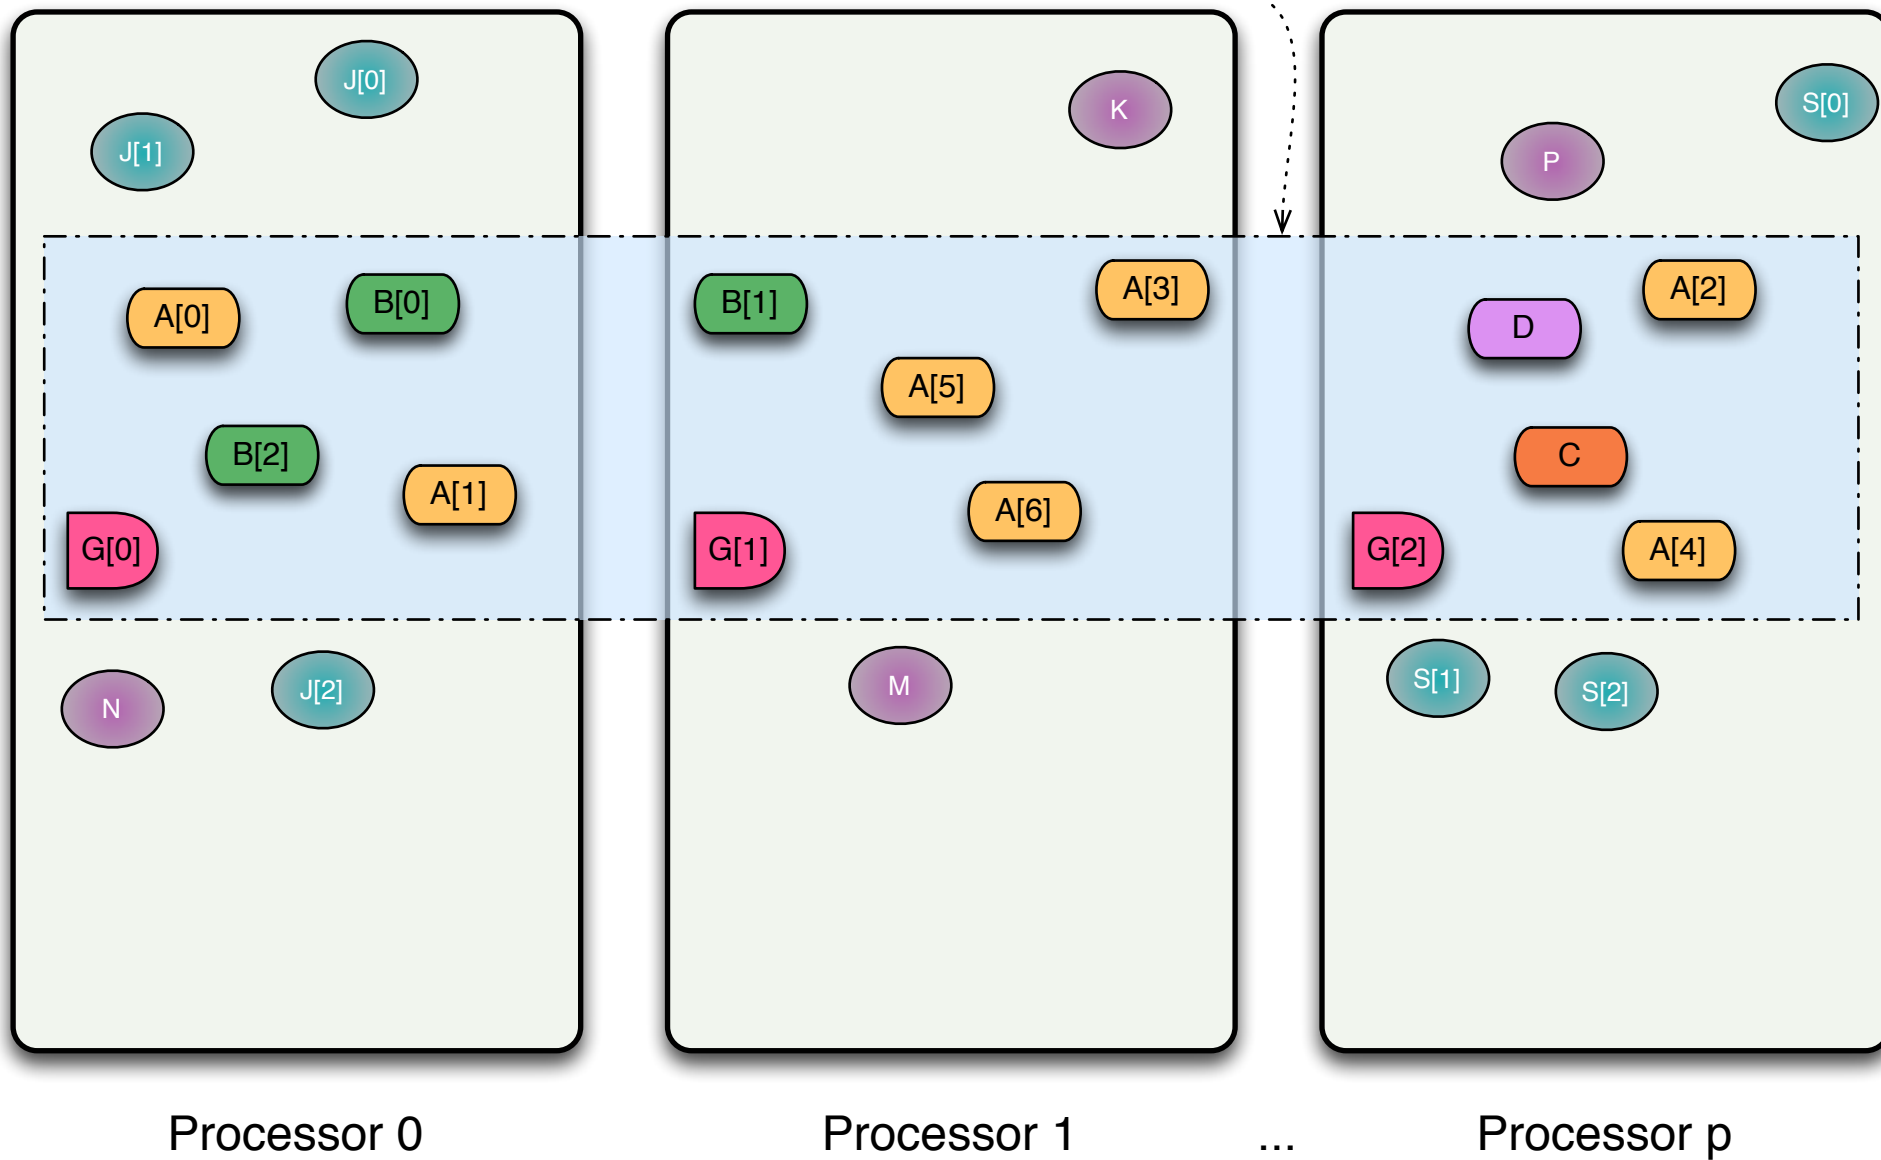 J[0]
J[1]
K
S[0]
P
A[0]
B[0]
B[1]
A[3]
A[2]
D
A[5]
B[2]
A[1]
C
A[6]
G[0]
G[1]
G[2]
A[4]
N
J[2]
M
S[1]
S[2]
Processor 0
Processor 1
...
Processor p